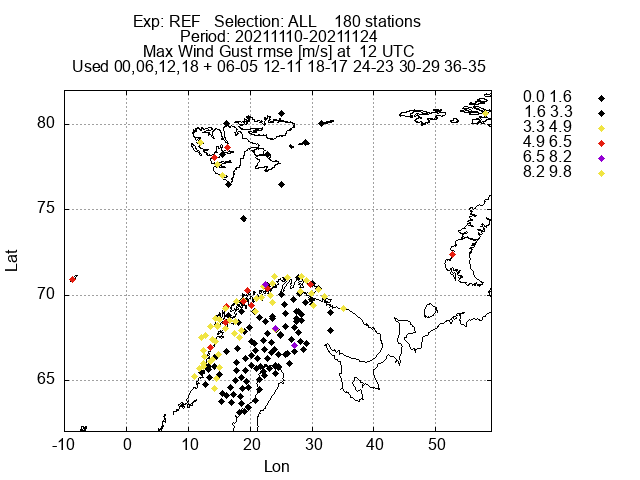 Exp: REF   Selection: ALL    180 stations
Period: 20211110-20211124
Max Wind Gust rmse [m/s] at  12 UTC
Used 00,06,12,18 + 06-05 12-11 18-17 24-23 30-29 36-35
0.0 1.6
1.6 3.3
3.3 4.9
4.9 6.5
6.5 8.2
8.2 9.8
80
75
70
65
Lat
-10 0 10 20 30 40 50
Lon